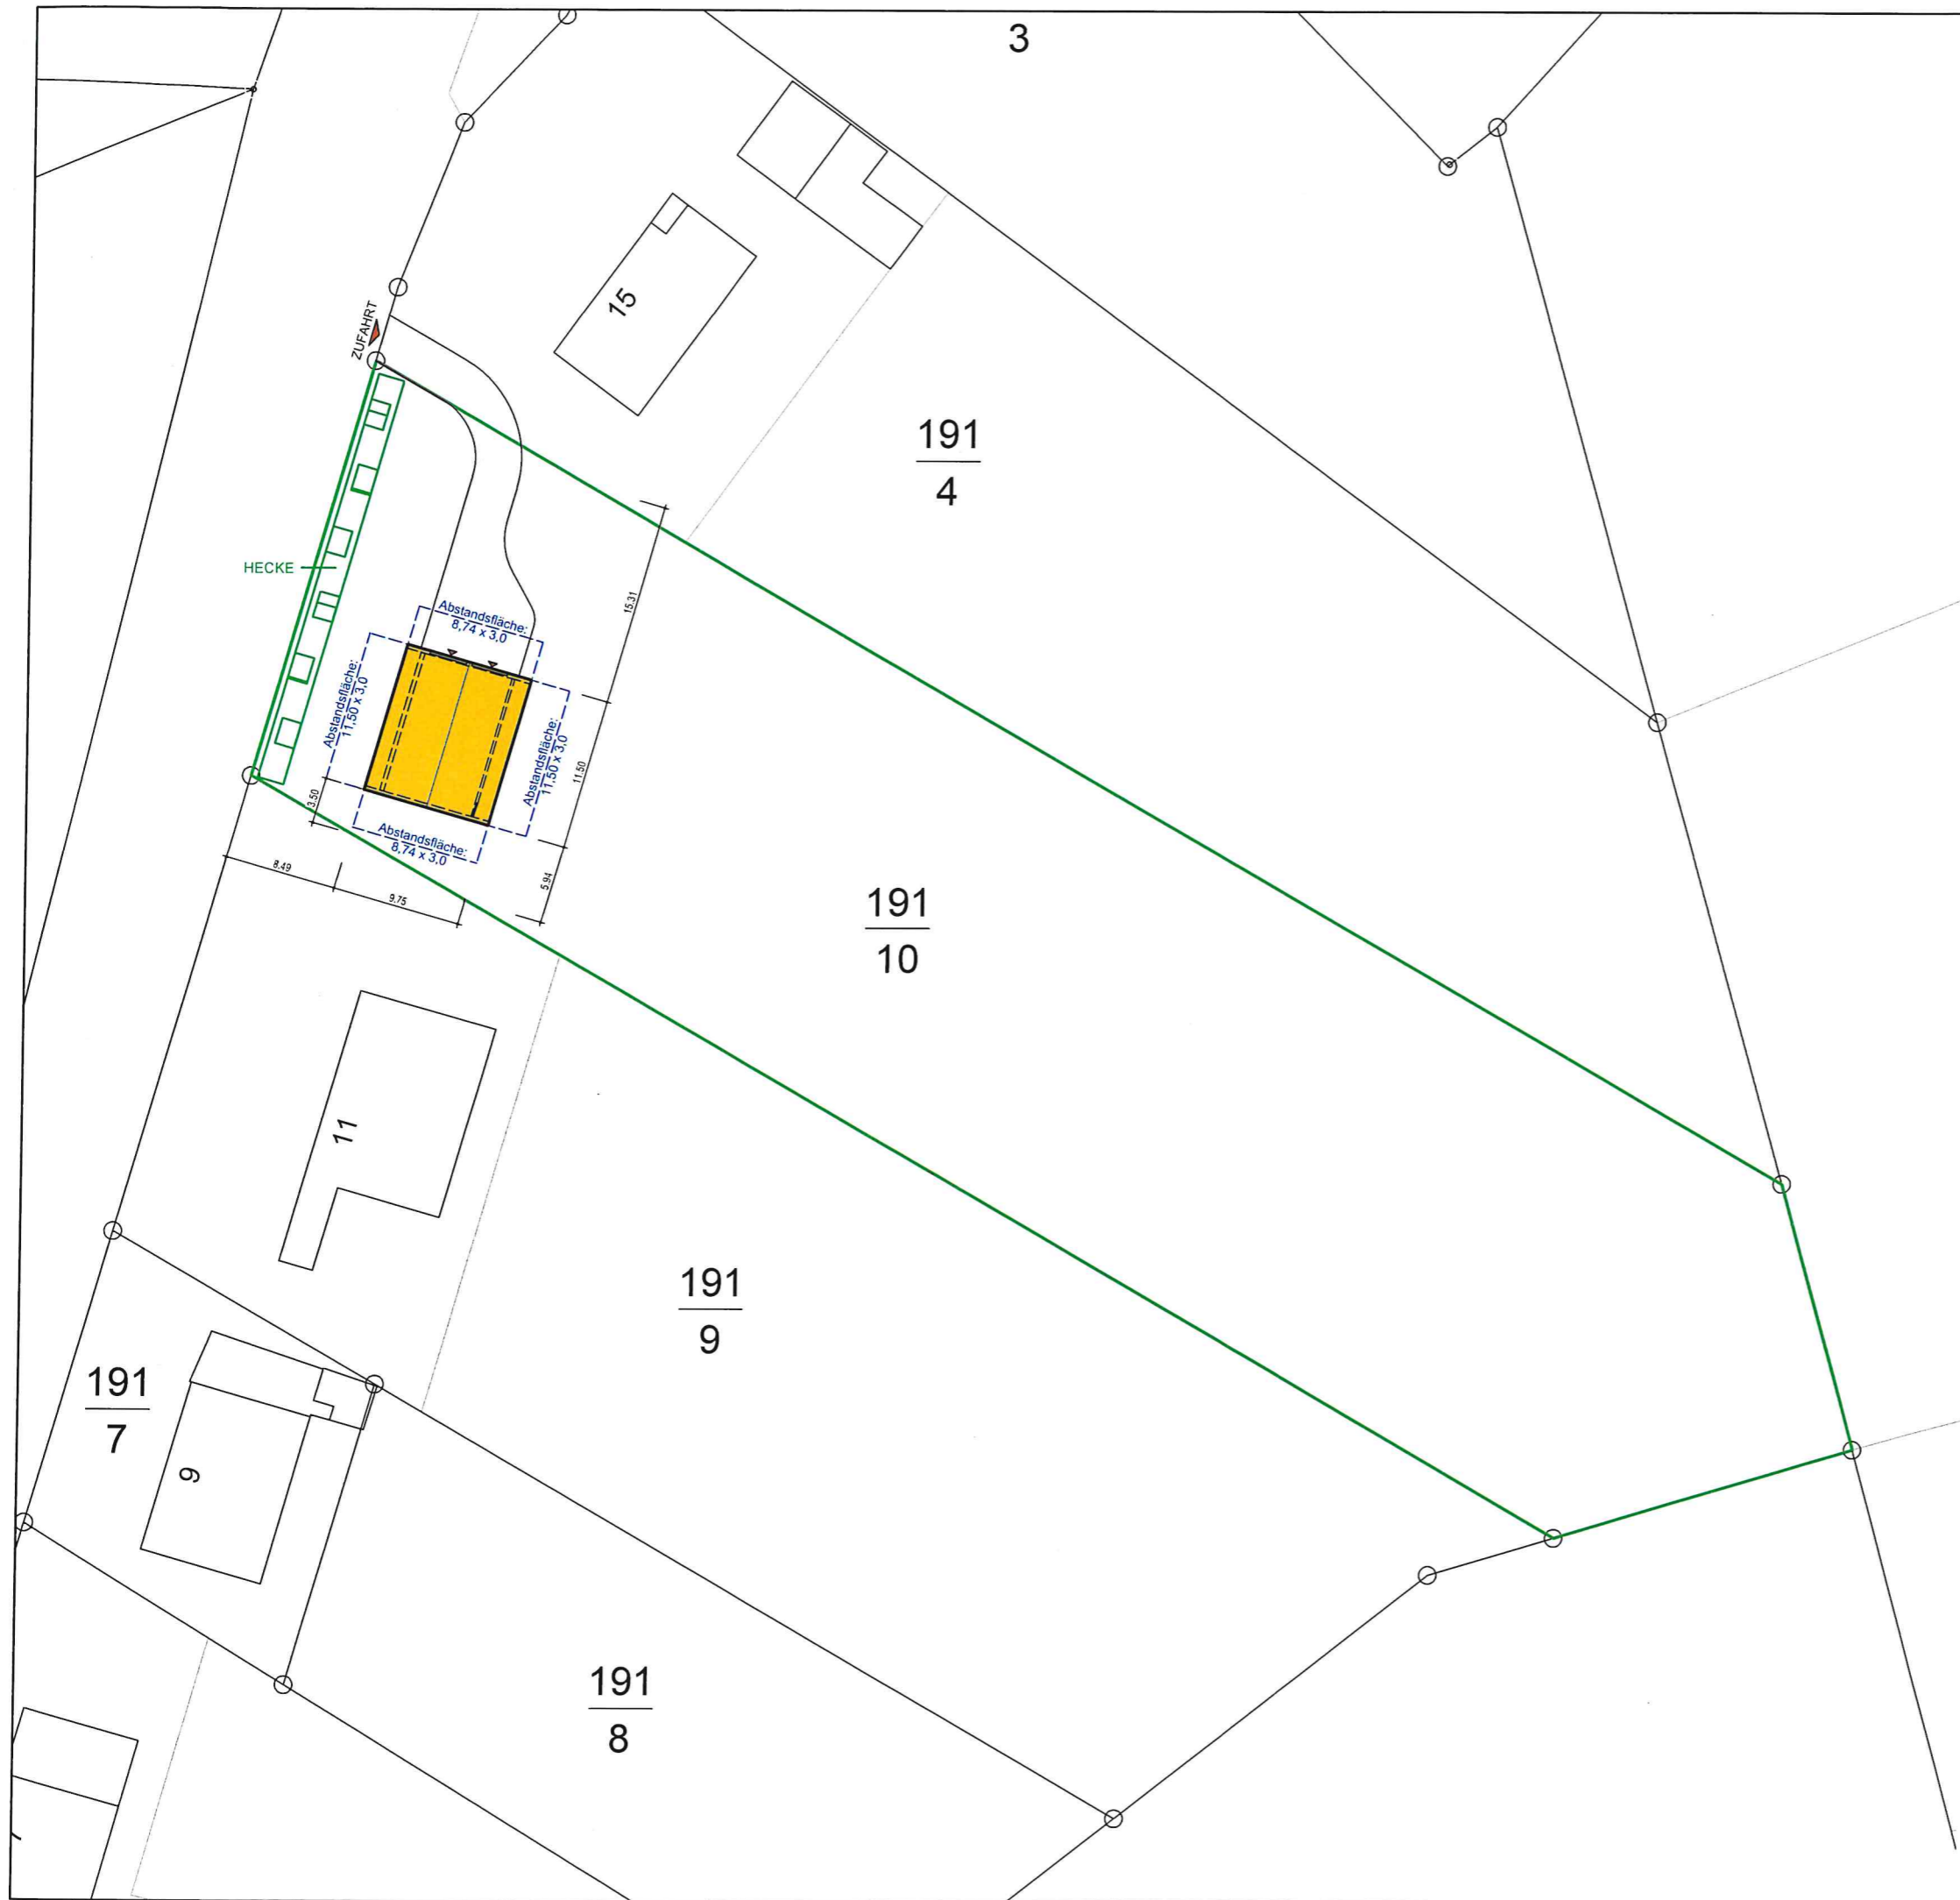 3
ZUFAHRT
15
191
4
HECKE
15.31
Abstandsfläche:
8,74 x 3,0
Abstandsfläche:
11,50 x 3,0
Abstandsfläche:
11,50 x 3,0
11.50
3.50
Abstandsfläche:
8,74 x 3,0
8.49
9.75
5.94
191
10
11
191
9
191
7
9
191
8